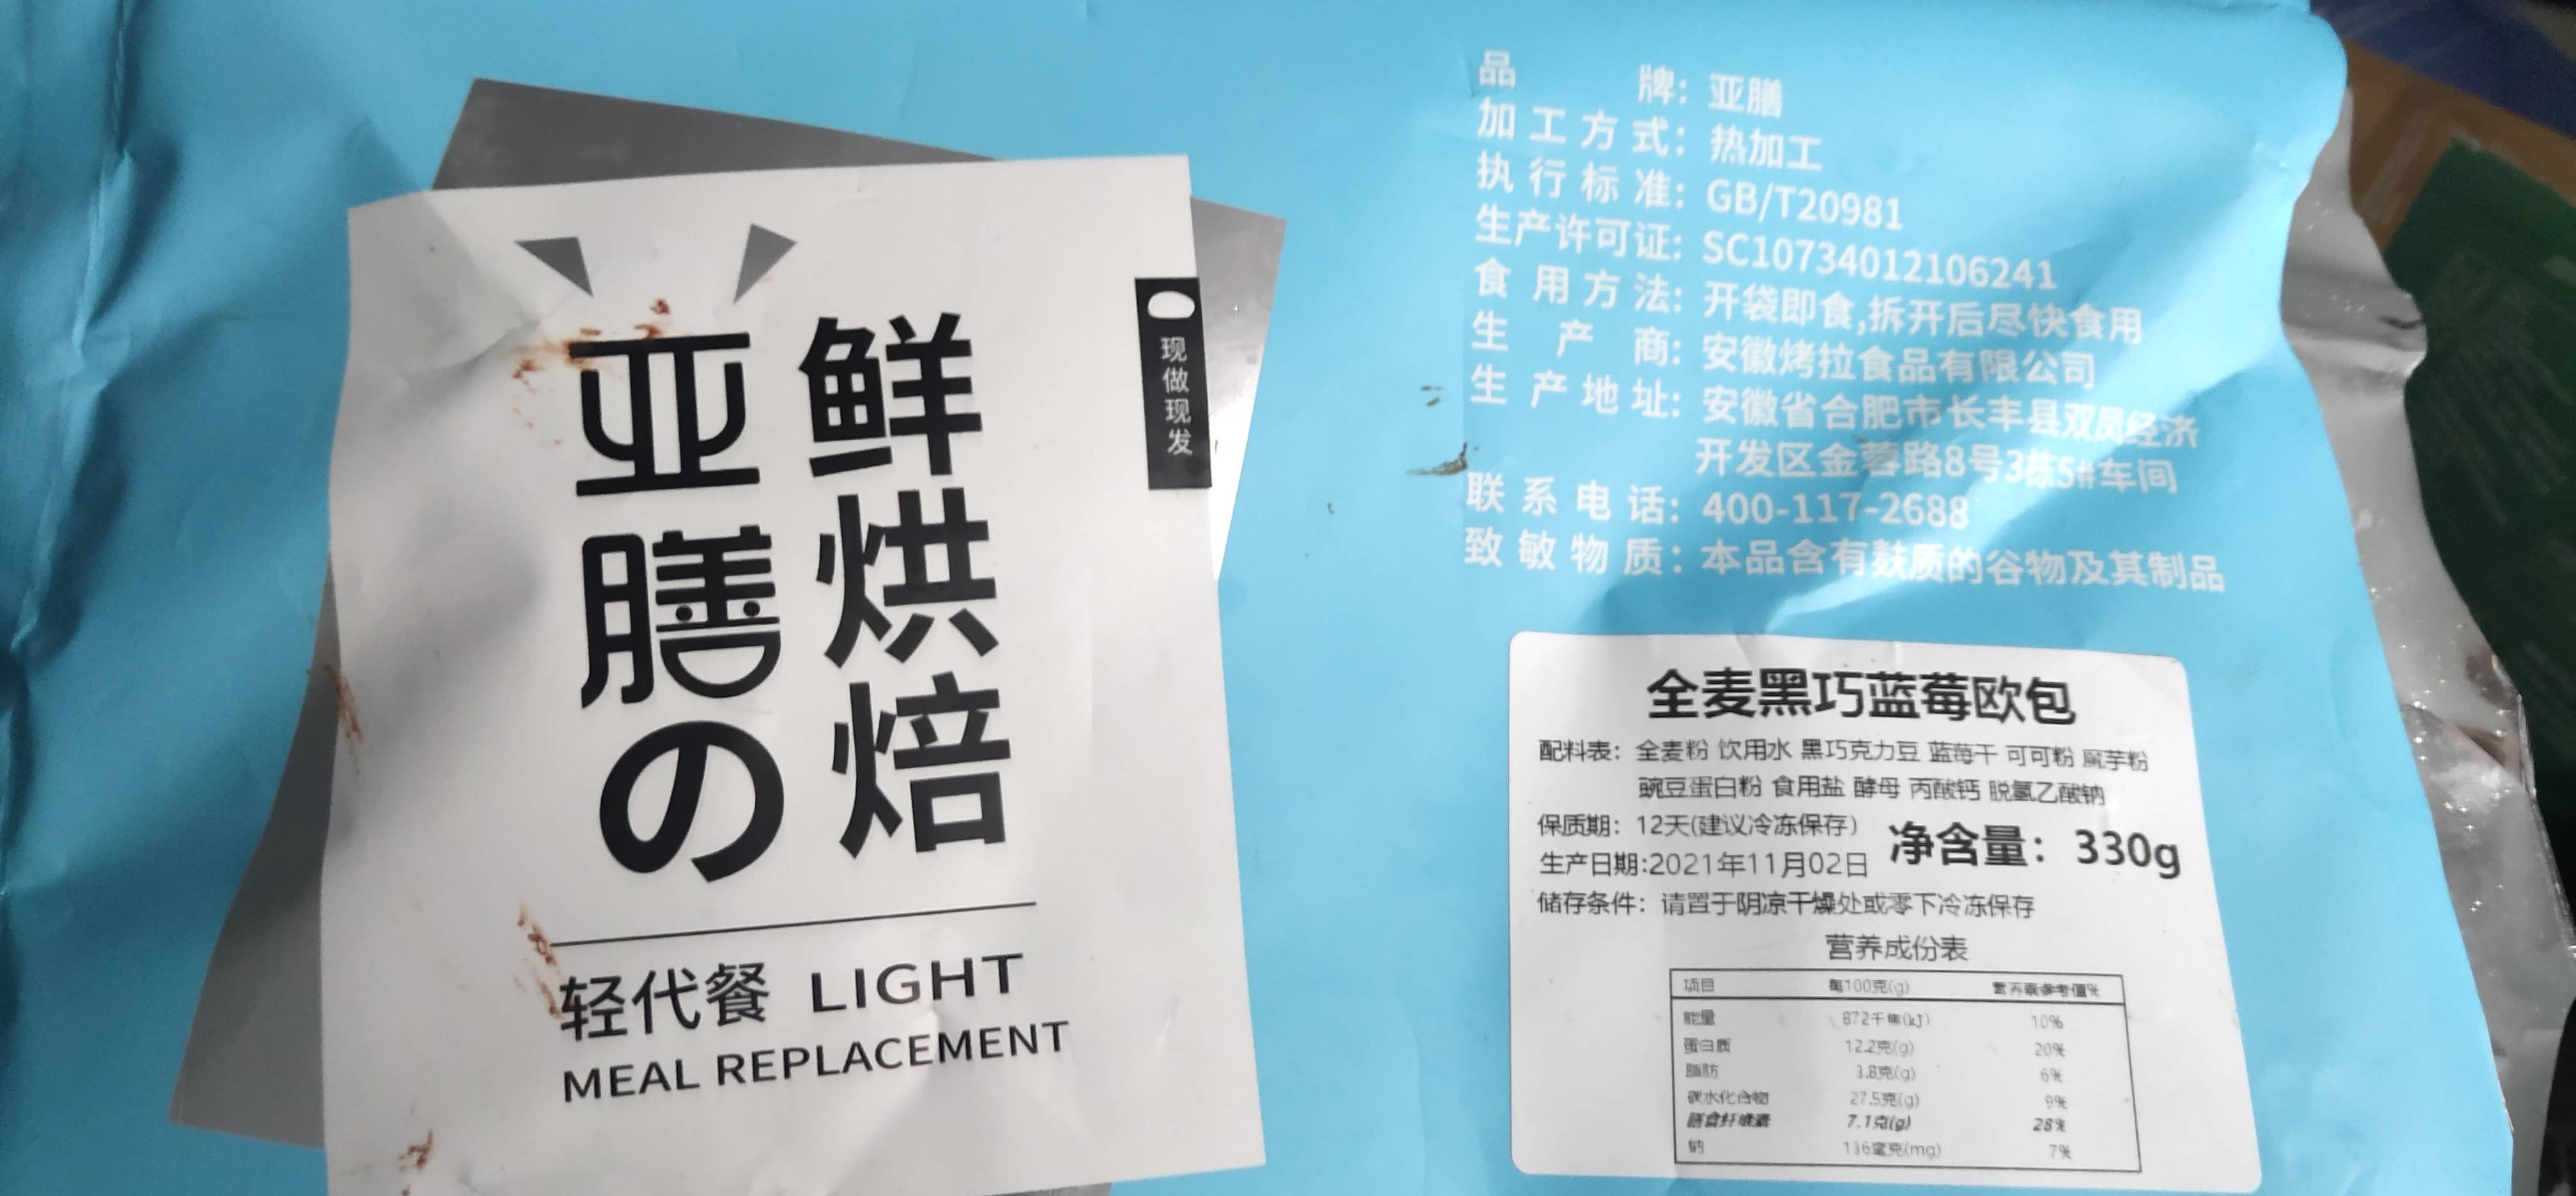 鲜烘焙
亚膳の
现做现发
轻代餐 LIGHT
MEAL REPLACEMENT
品牌：亚膳
加工方式：热加工
执行标准：GB/T20981
生产许可证：SC10734012106241
食用方法：开袋即食,拆开后尽快食用
生产商：安徽烤拉食品有限公司
生产地址：安徽省合肥市长丰县双凤经济
开发区金蓉路8号3栋5#车间
联系电话：400-117-2688
致敏物质：本品含有麸质的谷物及其制品
全麦黑巧蓝莓欧包
配料表：全麦粉 饮用水 黑巧克力豆 蓝莓干 可可粉 魔芋粉
豌豆蛋白粉 食用盐 酵母 丙酸钙 脱氢乙酸钠
保质期：12天(建议冷冻保存)
生产日期:2021年11月02日
净含量：330g
储存条件：请置于阴凉干燥处或零下冷冻保存
营养成份表
项目 每100克(g) 营养素参考值%
能量 872千焦(kJ) 10%
蛋白质 12.2克(g) 20%
脂肪 3.8克(g) 6%
碳水化合物 27.5克(g) 9%
膳食纤维素 7.1克(g) 28%
钠 136毫克(mg) 7%